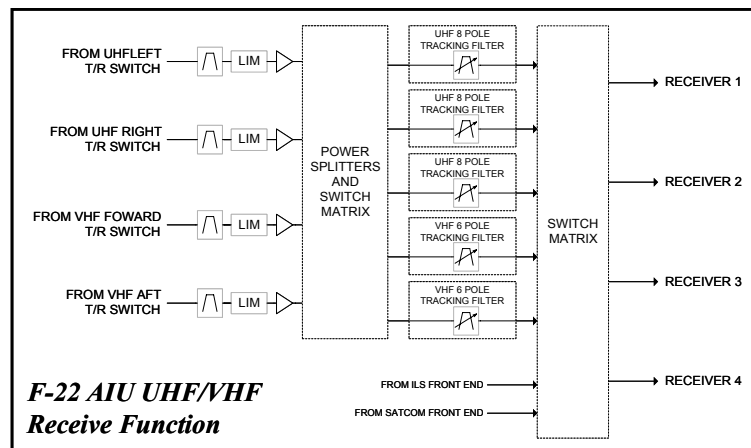 FROM UHFLEFT
T/R SWITCH
LIM
UHF 8 POLE
TRACKING FILTER
FROM UHF RIGHT
T/R SWITCH
LIM
UHF 8 POLE
TRACKING FILTER
FROM VHF FOWARD
T/R SWITCH
LIM
UHF 8 POLE
TRACKING FILTER
FROM VHF AFT
T/R SWITCH
LIM
VHF 6 POLE
TRACKING FILTER
VHF 6 POLE
TRACKING FILTER
POWER
SPLITTERS
AND
SWITCH
MATRIX
SWITCH
MATRIX
RECEIVER 1
RECEIVER 2
RECEIVER 3
RECEIVER 4
FROM ILS FRONT END
FROM SATCOM FRONT END
F-22 AIU UHF/VHF
Receive Function